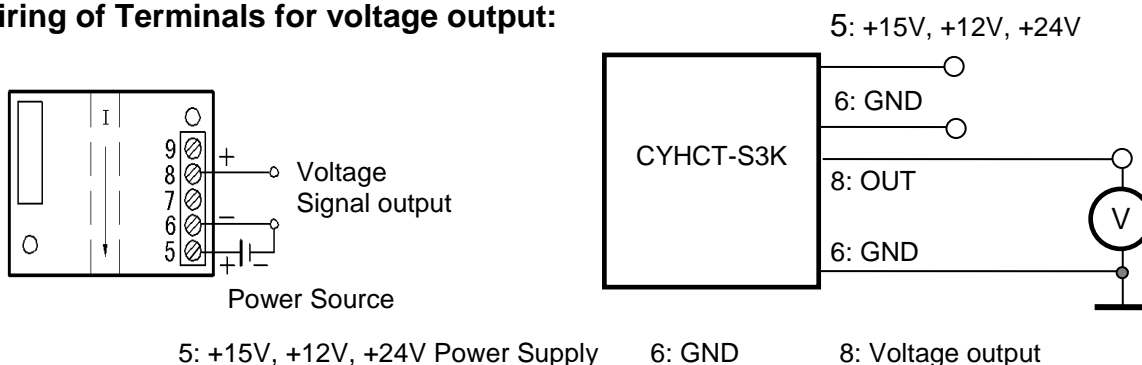 iring of Terminals for voltage output:
I
9
8
7
6
5
+
−
+
−
Voltage
Signal output
Power Source
CYHCT-S3K
5: +15V, +12V, +24V
6: GND
8: OUT
V
6: GND
5: +15V, +12V, +24V Power Supply 6: GND 8: Voltage output